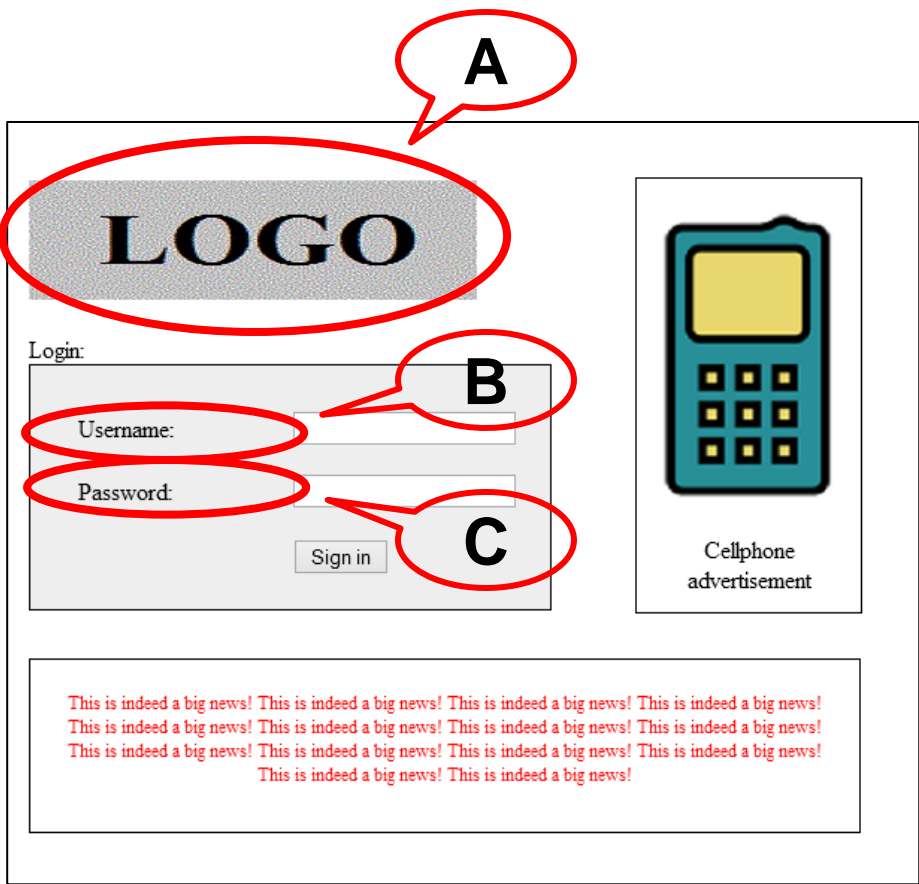 A
LOGO
Login:
B
Username:
Password:
C
Sign in
Cellphone
advertisement
This is indeed a big news! This is indeed a big news! This is indeed a big news! This is indeed a big news!
This is indeed a big news! This is indeed a big news! This is indeed a big news! This is indeed a big news!
This is indeed a big news! This is indeed a big news! This is indeed a big news! This is indeed a big news!
This is indeed a big news! This is indeed a big news!